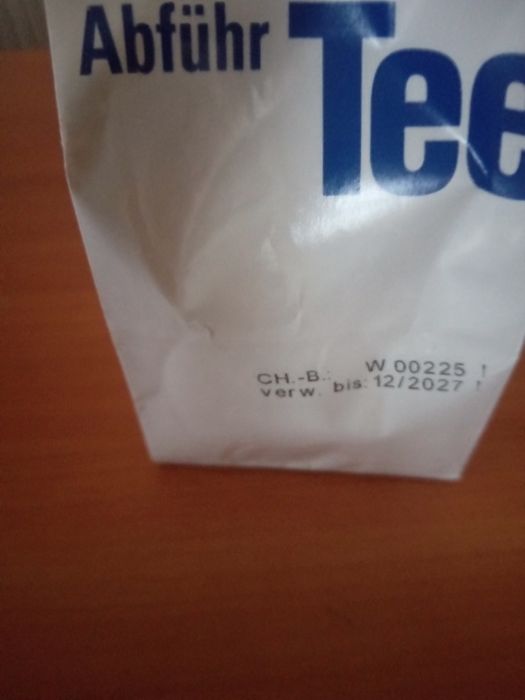 Abführ Tee
CH.-B.: W 00225 !
verw. bis: 12/2027 !